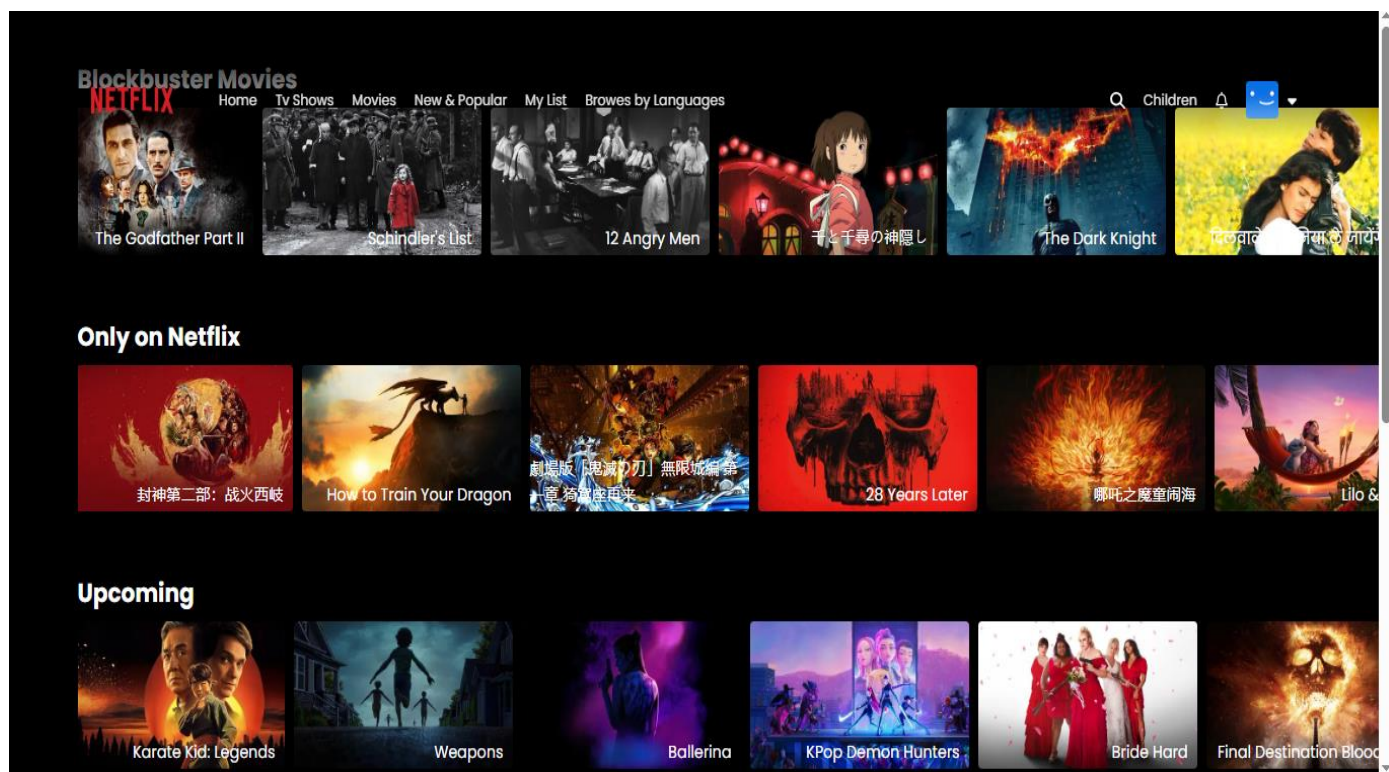 Blockbuster Movies
NETFLIX Home Tv Shows Movies New & Popular My List Browes by Languages Children
The Godfather Part II Schindler's List 12 Angry Men 千と千尋の神隠し The Dark Knight
Only on Netflix
封神第二部：战火西岐 How to Train Your Dragon 劇場版「鬼滅の刃」無限城編 第
一章 猗窩座再来 28 Years Later 哪吒之魔童闹海 Lilo &
Upcoming
Karate Kid: Legends Weapons Ballerina KPop Demon Hunters Bride Hard Final Destination Blood